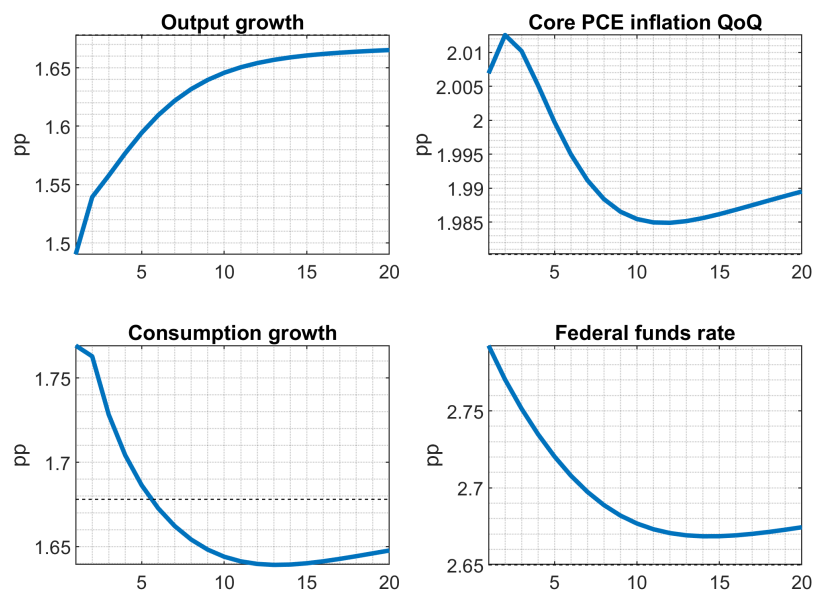 Output growth
pp
1.65
1.6
1.55
1.5
5 10 15 20
Core PCE inflation QoQ
pp
2.01
2.005
2
1.995
1.99
1.985
5 10 15 20
Consumption growth
pp
1.75
1.7
1.65
5 10 15 20
Federal funds rate
pp
2.75
2.7
2.65
5 10 15 20